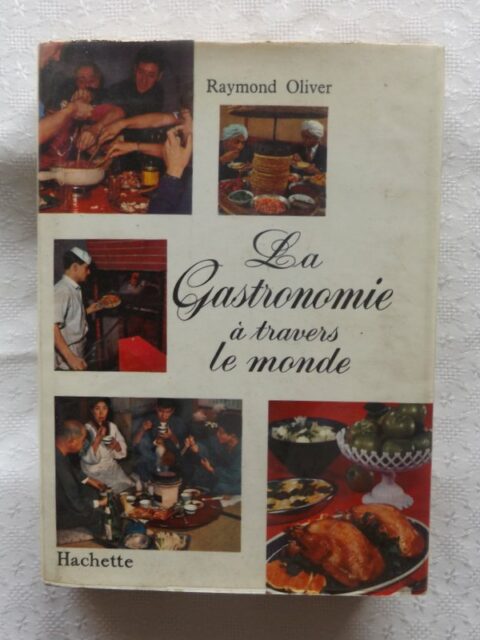 Raymond Oliver
La
Gastronomie
à travers
le monde
Hachette